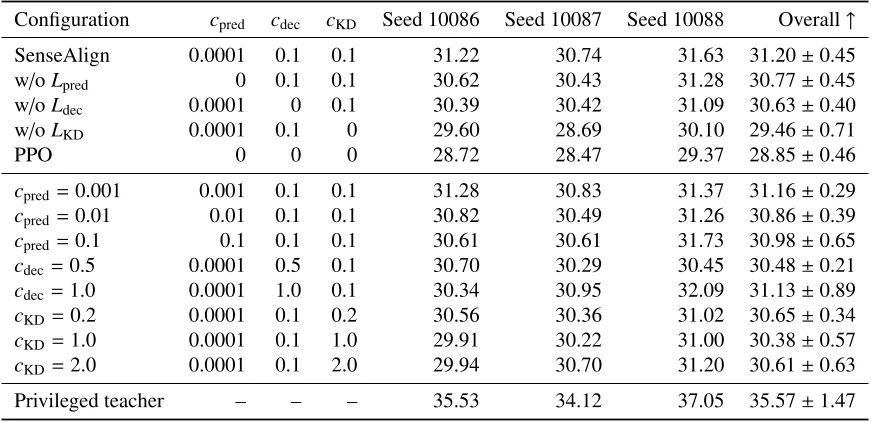 Configuration c_pred c_dec c_KD Seed 10086 Seed 10087 Seed 10088 Overall ↑
SenseAlign 0.0001 0.1 0.1 31.22 30.74 31.63 31.20 ± 0.45
w/o L_pred 0 0.1 0.1 30.62 30.43 31.28 30.77 ± 0.45
w/o L_dec 0.0001 0 0.1 30.39 30.42 31.09 30.63 ± 0.40
w/o L_KD 0.0001 0.1 0 29.60 28.69 30.10 29.46 ± 0.71
PPO 0 0 0 28.72 28.47 29.37 28.85 ± 0.46
c_pred = 0.001 0.001 0.1 0.1 31.28 30.83 31.37 31.16 ± 0.29
c_pred = 0.01 0.01 0.1 0.1 30.82 30.49 31.26 30.86 ± 0.39
c_pred = 0.1 0.1 0.1 0.1 30.61 30.61 31.73 30.98 ± 0.65
c_dec = 0.5 0.0001 0.5 0.1 30.70 30.29 30.45 30.48 ± 0.21
c_dec = 1.0 0.0001 1.0 0.1 30.34 30.95 32.09 31.13 ± 0.89
c_KD = 0.2 0.0001 0.1 0.2 30.56 30.36 31.02 30.65 ± 0.34
c_KD = 1.0 0.0001 0.1 1.0 29.91 30.22 31.00 30.38 ± 0.57
c_KD = 2.0 0.0001 0.1 2.0 29.94 30.70 31.20 30.61 ± 0.63
Privileged teacher – – – 35.53 34.12 37.05 35.57 ± 1.47